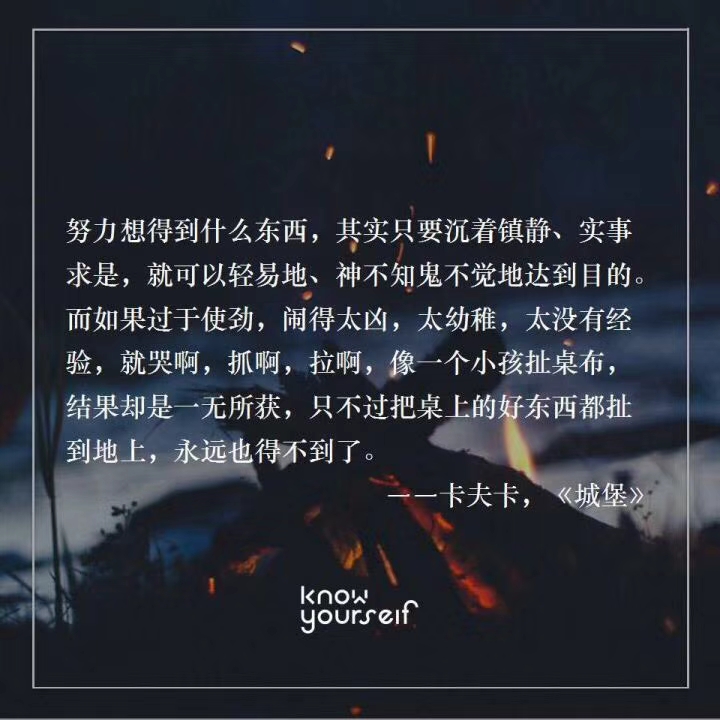 努力想得到什么东西，其实只要沉着镇静、实事
求是，就可以轻易地、神不知鬼不觉地达到目的。
而如果过于使劲，闹得太凶，太幼稚，太没有经
验，就哭啊，抓啊，拉啊，像一个小孩扯桌布，
结果却是一无所获，只不过把桌上的好东西都扯
到地上，永远也得不到了。
——卡夫卡，《城堡》
know
yourself